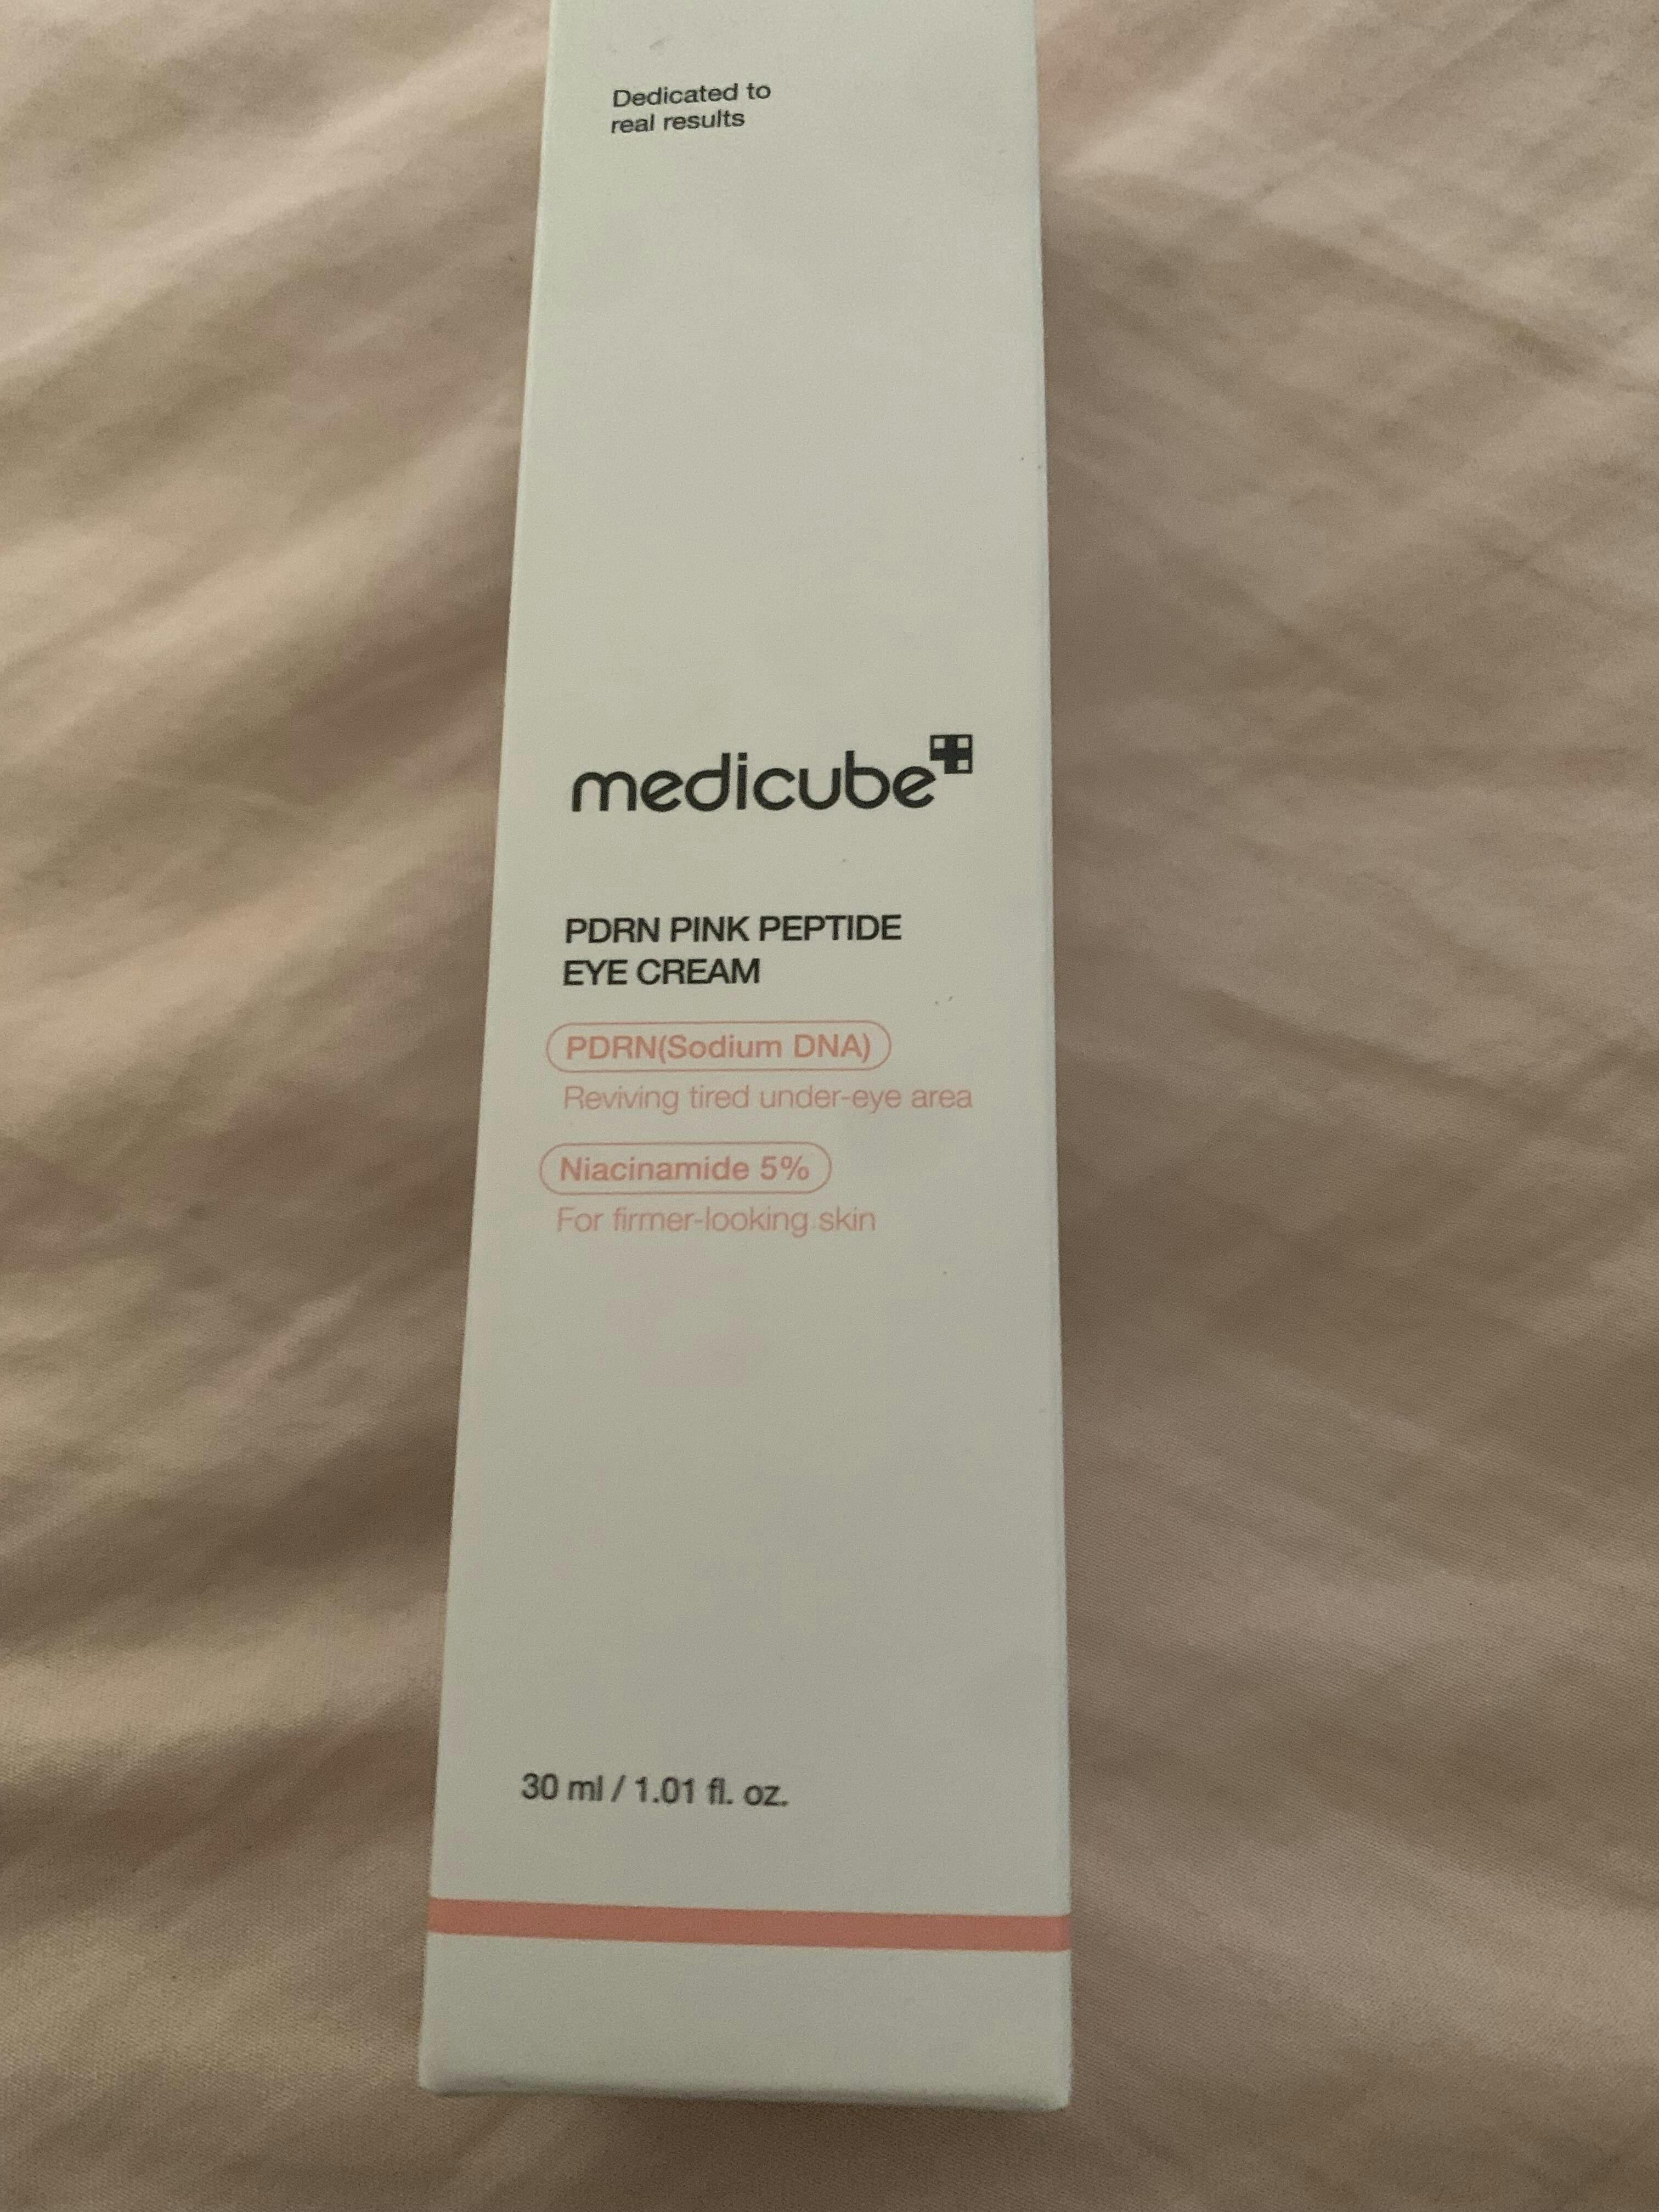 Dedicated to
real results
medicube
PDRN PINK PEPTIDE
EYE CREAM
PDRN(Sodium DNA)
Reviving tired under-eye area
Niacinamide 5%
For firmer-looking skin
30 ml / 1.01 fl. oz.